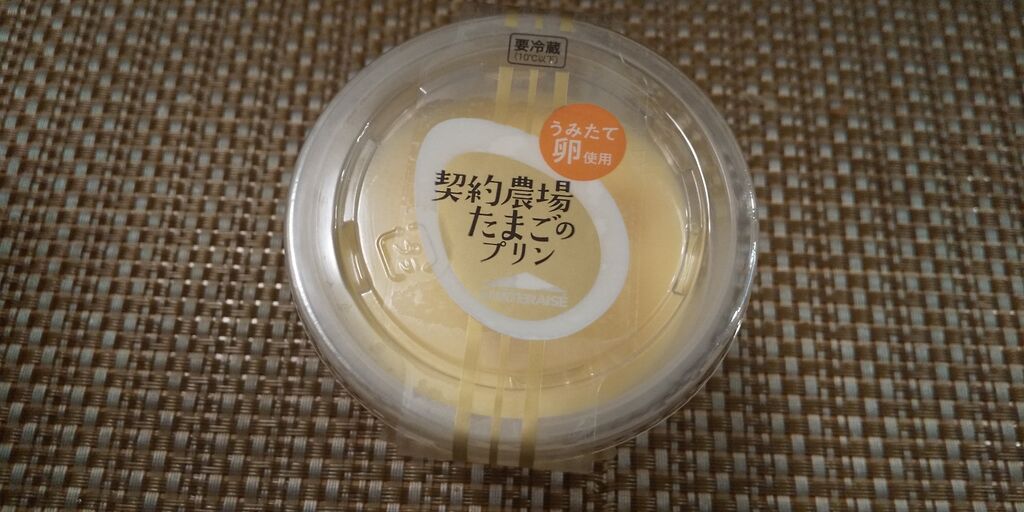 要冷蔵
(10℃以下)
うみたて
卵使用
契約農場
たまごの
プリン
CHATERAISÉ